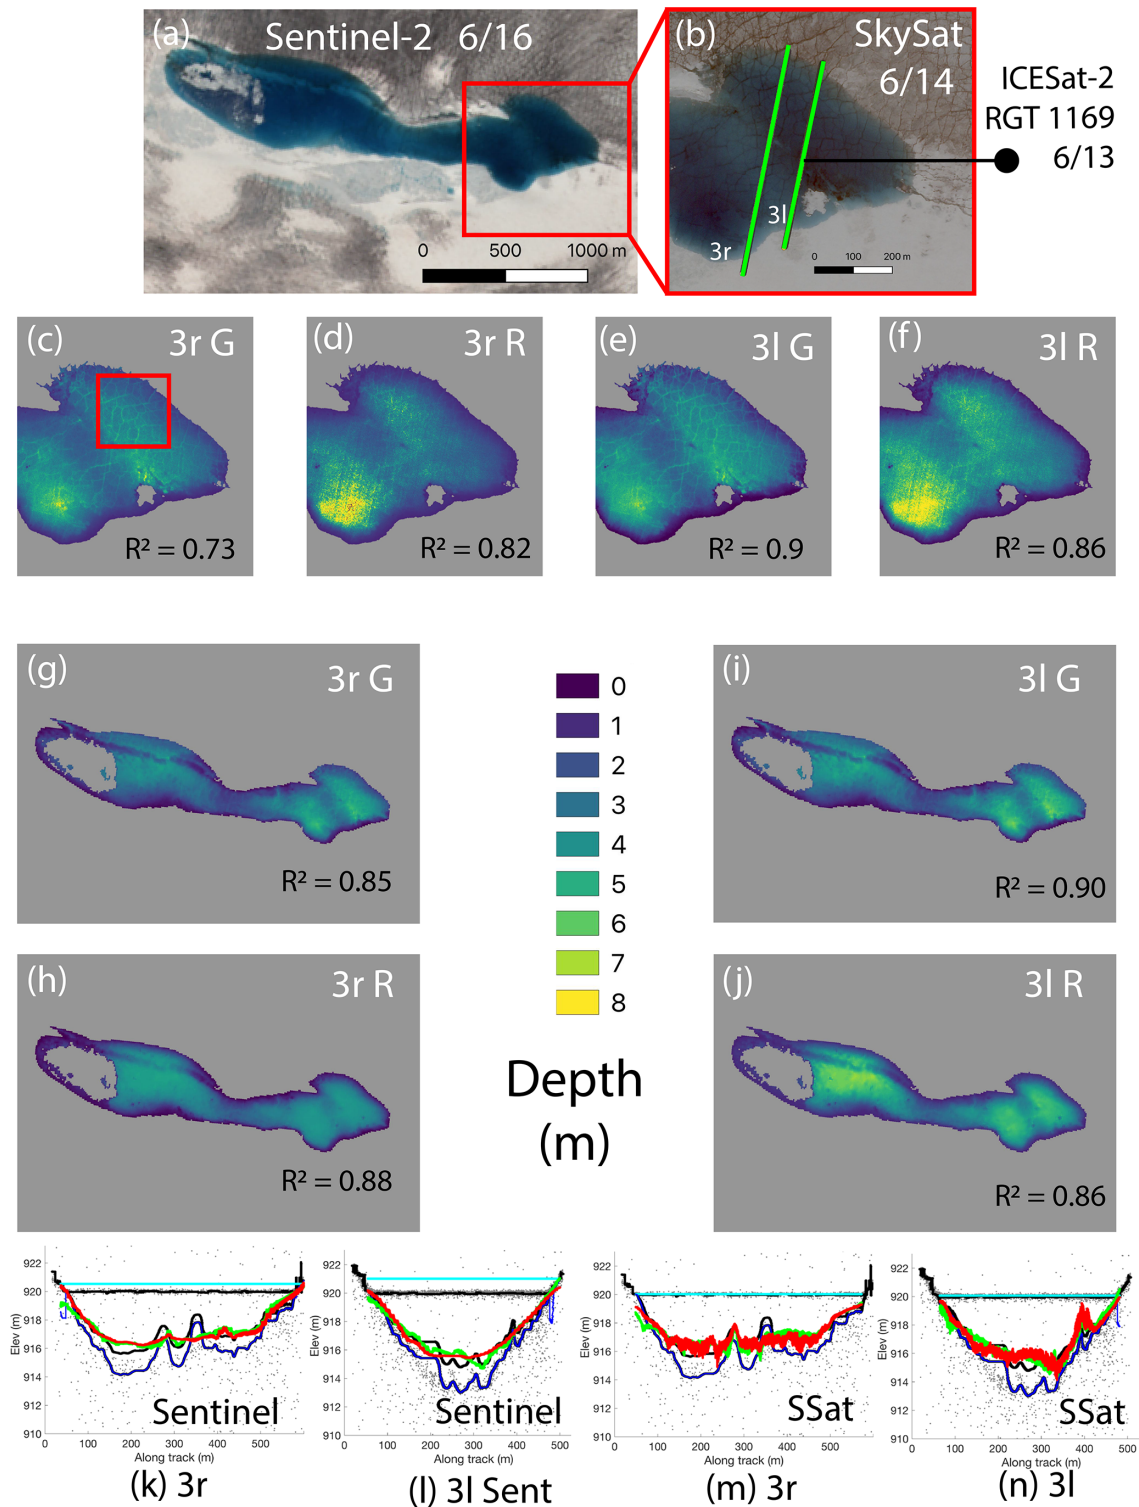 (a) Sentinel-2 6/16
0 500 1000 m
(b) SkySat
6/14
3r
3l
0 100 200 m
ICESat-2
RGT 1169
6/13
(c) 3r G
R² = 0.73
(d) 3r R
R² = 0.82
(e) 3l G
R² = 0.9
(f) 3l R
R² = 0.86
(g) 3r G
R² = 0.85
(h) 3r R
R² = 0.88
0
1
2
3
4
5
6
7
8
Depth
(m)
(i) 3l G
R² = 0.90
(j) 3l R
R² = 0.86
922
920
918
916
914
912
910
Elev (m)
Sentinel
0 100 200 300 400 500
Along track (m)
(k) 3r
922
920
918
916
914
912
910
Elev (m)
Sentinel
0 100 200 300 400 500
Along track (m)
(l) 3l Sent
922
920
918
916
914
912
910
Elev (m)
SSat
0 100 200 300 400 500
Along track (m)
(m) 3r
922
920
918
916
914
912
910
Elev (m)
SSat
0 100 200 300 400 500
Along track (m)
(n) 3l